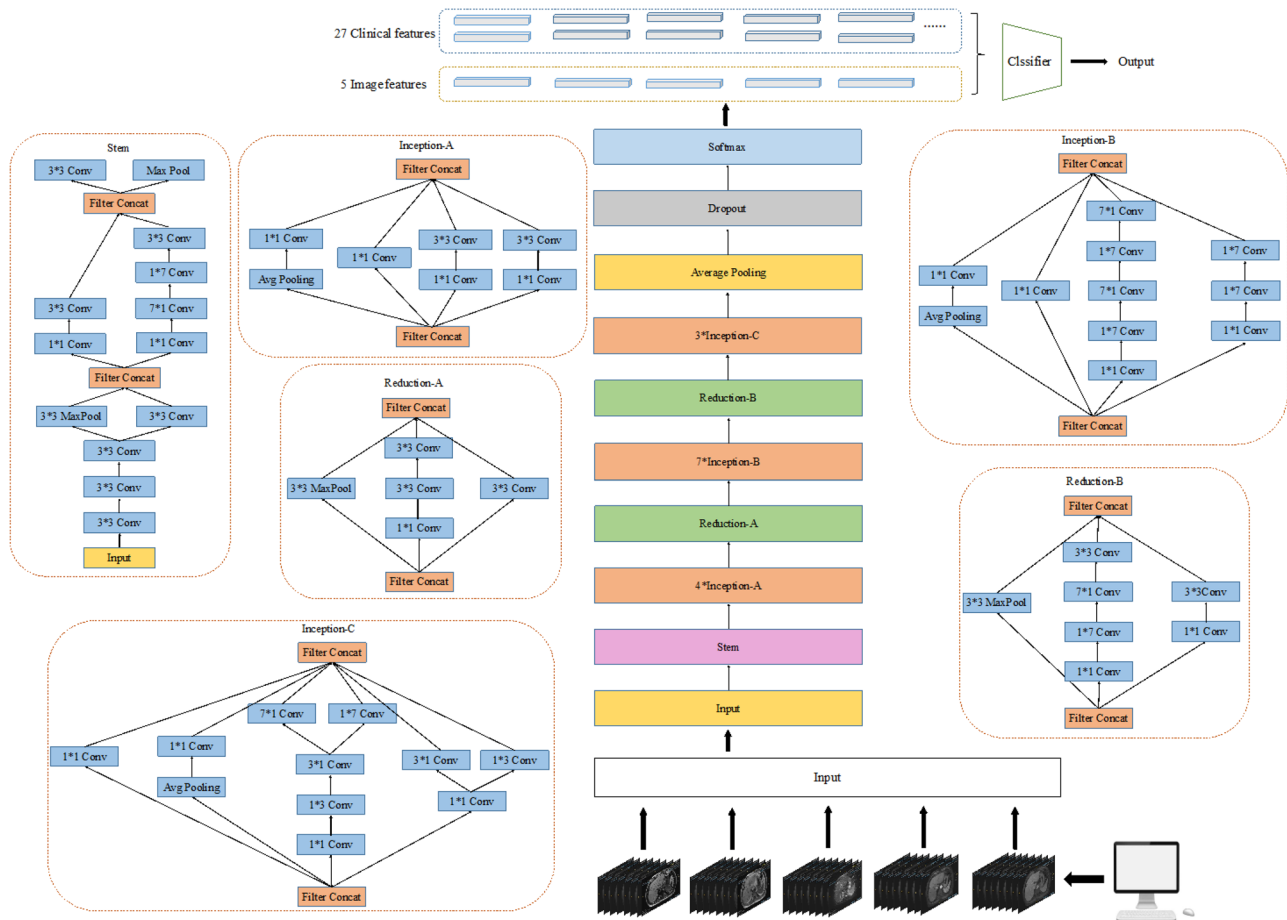 27 Clinical features
......
Clssifier
Output
5 Image features
Stem
3*3 Conv
Max Pool
Filter Concat
3*3 Conv
1*7 Conv
3*3 Conv
7*1 Conv
1*1 Conv
1*1 Conv
Filter Concat
3*3 MaxPool
3*3 Conv
3*3 Conv
3*3 Conv
3*3 Conv
Input
Inception-A
Filter Concat
1*1 Conv
1*1 Conv
3*3 Conv
3*3 Conv
Avg Pooling
1*1 Conv
1*1 Conv
Filter Concat
Reduction-A
Filter Concat
3*3 Conv
3*3 MaxPool
3*3 Conv
3*3 Conv
1*1 Conv
Filter Concat
Inception-C
Filter Concat
7*1 Conv
1*7 Conv
1*1 Conv
1*1 Conv
3*1 Conv
3*1 Conv
1*3 Conv
Avg Pooling
1*3 Conv
1*1 Conv
1*1 Conv
Filter Concat
Softmax
Dropout
Average Pooling
3*Inception-C
Reduction-B
7*Inception-B
Reduction-A
4*Inception-A
Stem
Input
Input
Inception-B
Filter Concat
7*1 Conv
1*7 Conv
1*7 Conv
1*1 Conv
1*1 Conv
7*1 Conv
1*7 Conv
Avg Pooling
1*7 Conv
1*1 Conv
1*1 Conv
Filter Concat
Reduction-B
Filter Concat
3*3 Conv
3*3 MaxPool
7*1 Conv
3*3Conv
1*7 Conv
1*1 Conv
1*1 Conv
Filter Concat